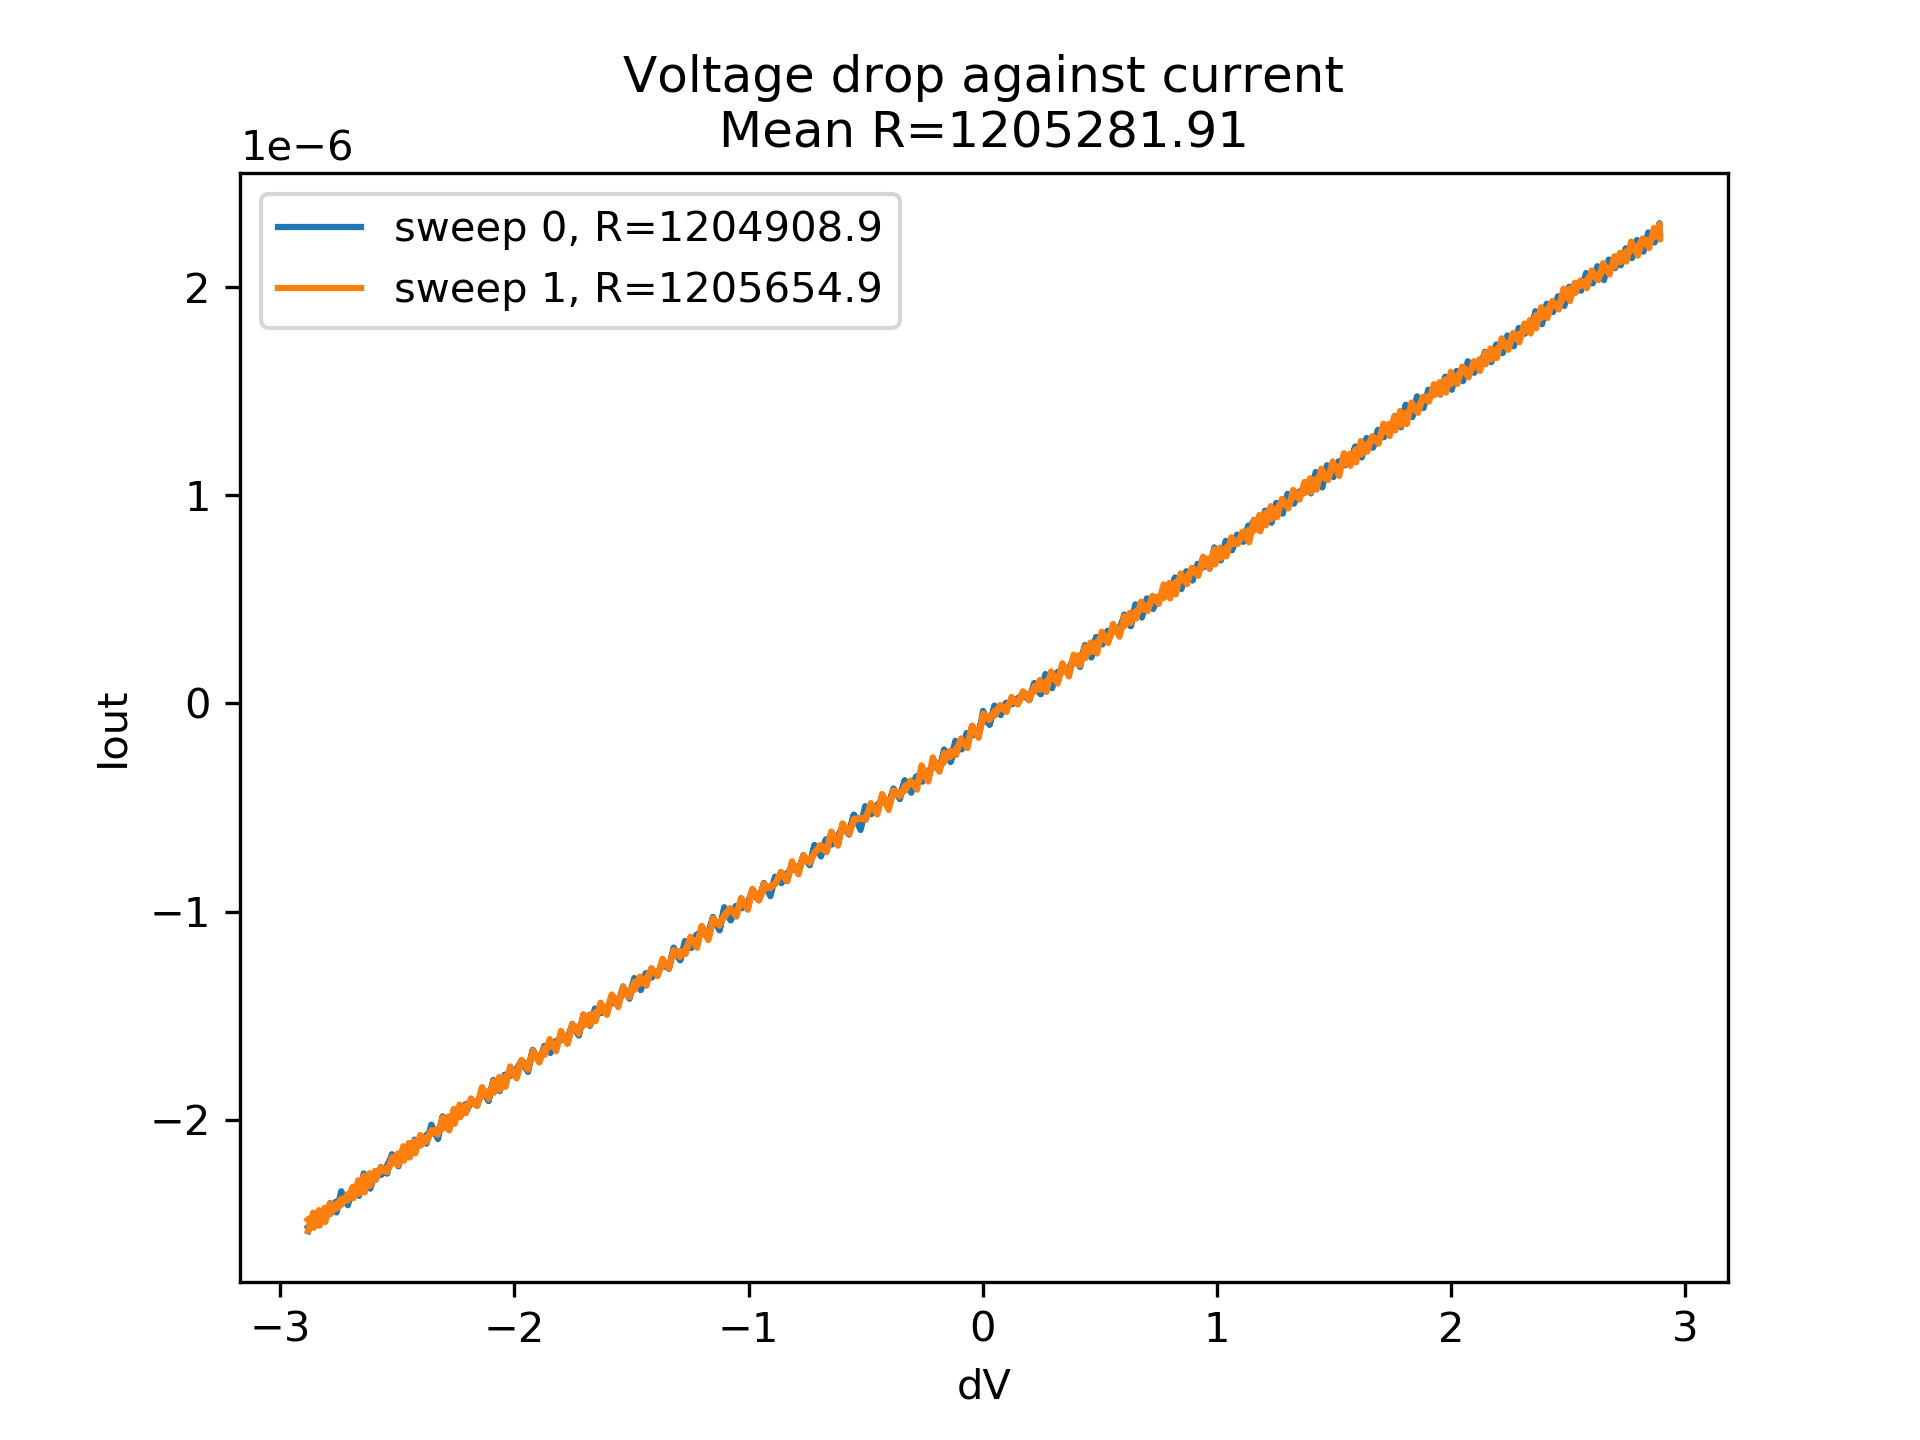 Voltage drop against current
Mean R=1205281.91
1e−6
sweep 0, R=1204908.9
sweep 1, R=1205654.9
2
1
0
−1
−2
Iout
−3 −2 −1 0 1 2 3
dV